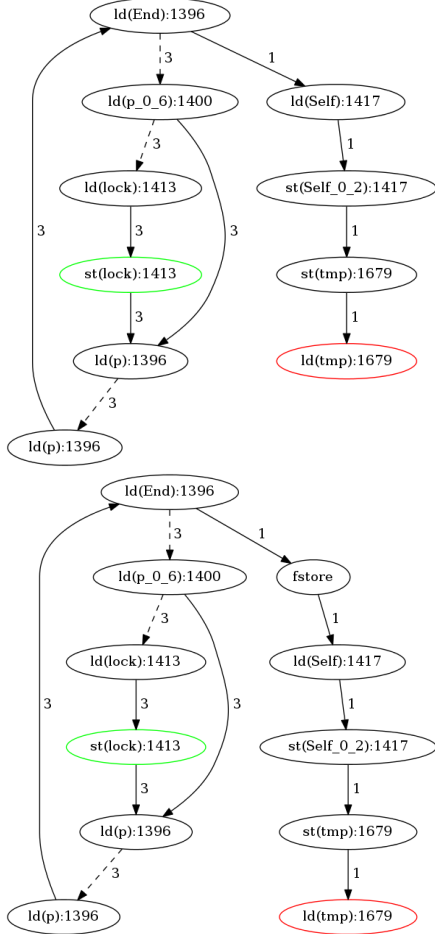 ld(End):1396
3
1
ld(p_0_6):1400
ld(Self):1417
3
1
ld(lock):1413
st(Self_0_2):1417
3
3
1
st(lock):1413
st(tmp):1679
3
1
ld(p):1396
ld(tmp):1679
3
ld(p):1396
ld(End):1396
3
1
ld(p_0_6):1400
fstore
3
1
ld(lock):1413
ld(Self):1417
3
3
3
1
st(lock):1413
st(Self_0_2):1417
3
1
ld(p):1396
st(tmp):1679
3
1
ld(p):1396
ld(tmp):1679